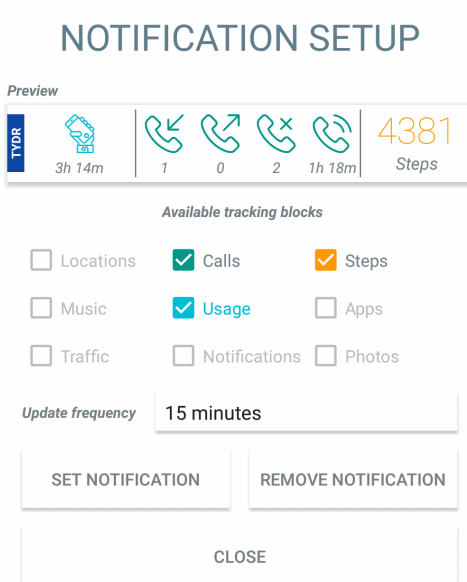 NOTIFICATION SETUP
Preview
TYDR
3h 14m 1 0 2 1h 18m 4381 Steps
Available tracking blocks
Locations Calls Steps
Music Usage Apps
Traffic Notifications Photos
Update frequency 15 minutes
SET NOTIFICATION REMOVE NOTIFICATION
CLOSE